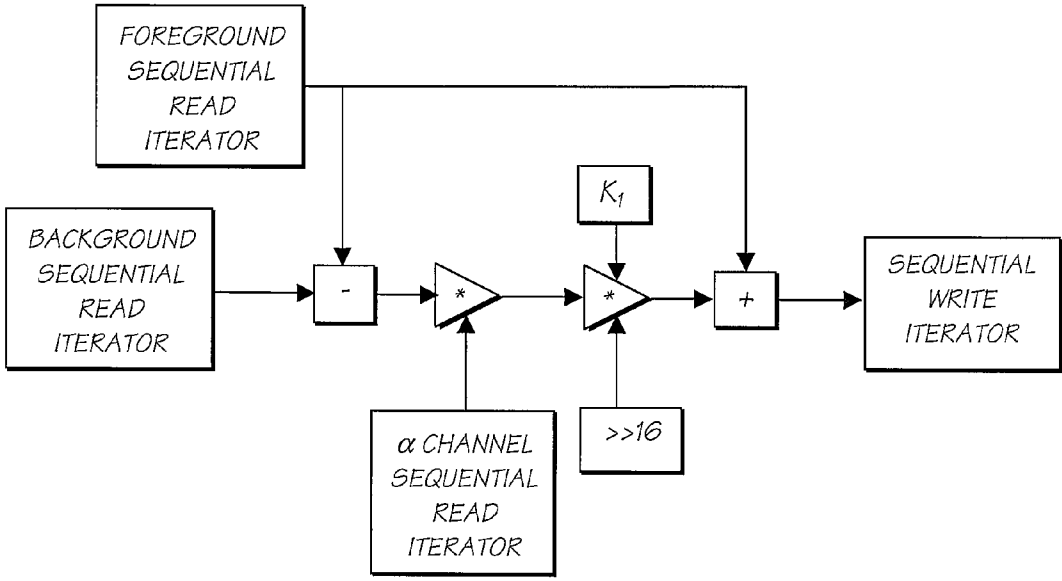 FOREGROUND
SEQUENTIAL
READ
ITERATOR
K₁
BACKGROUND
SEQUENTIAL
READ
ITERATOR
-
*
*
+
SEQUENTIAL
WRITE
ITERATOR
α CHANNEL
SEQUENTIAL
READ
ITERATOR
>>16